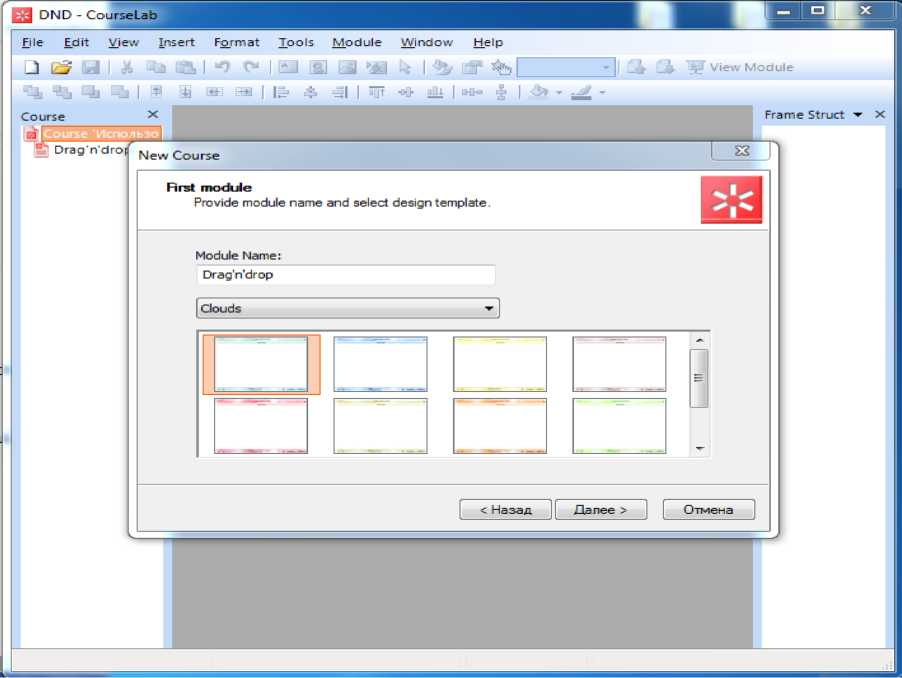 DND - CourseLab
File Edit View Insert Format Tools Module Window Help
View Module
Course
Frame Struct
Course 'Использо
Drag'n'drop
New Course
First module
Provide module name and select design template.
Module Name:
Drag'n'drop
Clouds
< Назад Далее > Отмена